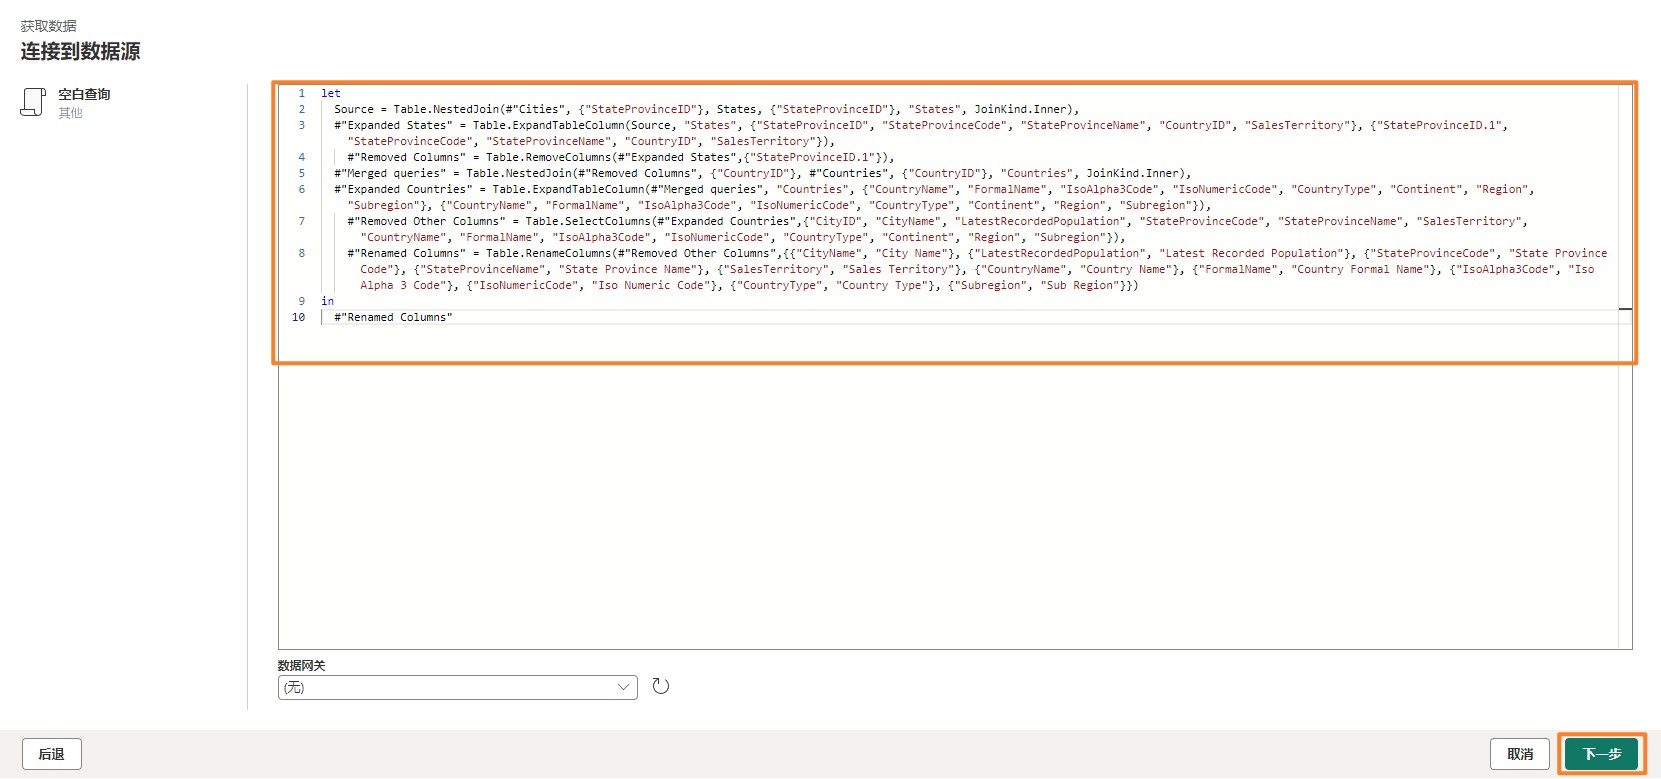 获取数据
连接到数据源
空白查询
其他
1 let
2 Source = Table.NestedJoin(#"Cities", {"StateProvinceID"}, States, {"StateProvinceID"}, "States", JoinKind.Inner),
3 #"Expanded States" = Table.ExpandTableColumn(Source, "States", {"StateProvinceID", "StateProvinceCode", "StateProvinceName", "CountryID", "SalesTerritory"}, {"StateProvinceID.1",
"StateProvinceCode", "StateProvinceName", "CountryID", "SalesTerritory"}),
4 #"Removed Columns" = Table.RemoveColumns(#"Expanded States",{"StateProvinceID.1"}),
5 #"Merged queries" = Table.NestedJoin(#"Removed Columns", {"CountryID"}, #"Countries", {"CountryID"}, "Countries", JoinKind.Inner),
6 #"Expanded Countries" = Table.ExpandTableColumn(#"Merged queries", "Countries", {"CountryName", "FormalName", "IsoAlpha3Code", "IsoNumericCode", "CountryType", "Continent", "Region",
"Subregion"}, {"CountryName", "FormalName", "IsoAlpha3Code", "IsoNumericCode", "CountryType", "Continent", "Region", "Subregion"}),
7 #"Removed Other Columns" = Table.SelectColumns(#"Expanded Countries",{"CityID", "CityName", "LatestRecordedPopulation", "StateProvinceCode", "StateProvinceName", "SalesTerritory",
"CountryName", "FormalName", "IsoAlpha3Code", "IsoNumericCode", "CountryType", "Continent", "Region", "Subregion"}),
8 #"Renamed Columns" = Table.RenameColumns(#"Removed Other Columns",{{"CityName", "City Name"}, {"LatestRecordedPopulation", "Latest Recorded Population"}, {"StateProvinceCode", "State Province
Code"}, {"StateProvinceName", "State Province Name"}, {"SalesTerritory", "Sales Territory"}, {"CountryName", "Country Name"}, {"FormalName", "Country Formal Name"}, {"IsoAlpha3Code", "Iso
Alpha 3 Code"}, {"IsoNumericCode", "Iso Numeric Code"}, {"CountryType", "Country Type"}, {"Subregion", "Sub Region"}})
9 in
10 #"Renamed Columns"
数据网关
(无)
后退
取消
下一步